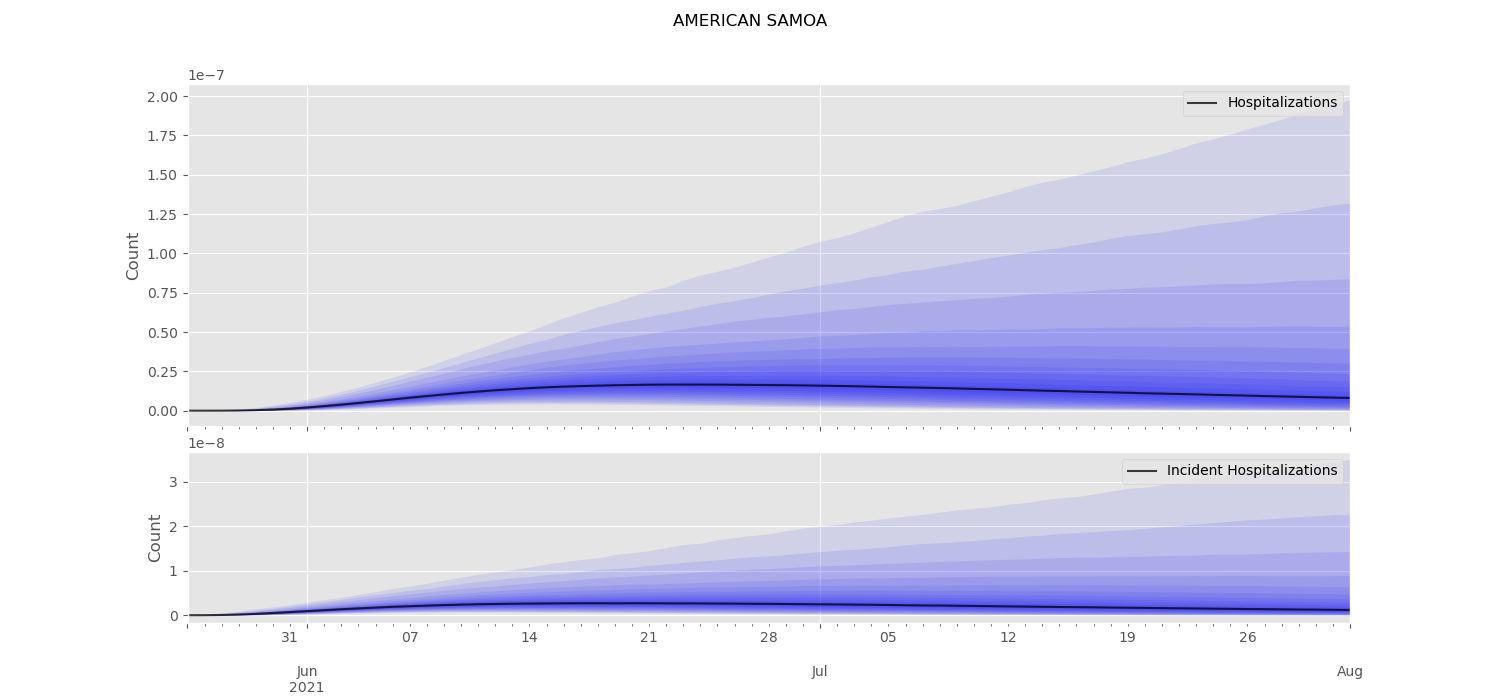 AMERICAN SAMOA
1e−7
2.00
1.75
1.50
1.25
1.00
0.75
0.50
0.25
0.00
Count
Hospitalizations
1e−8
3
2
1
0
Count
Incident Hospitalizations
31 07 14 21 28 05 12 19 26
Jun Jul Aug
2021